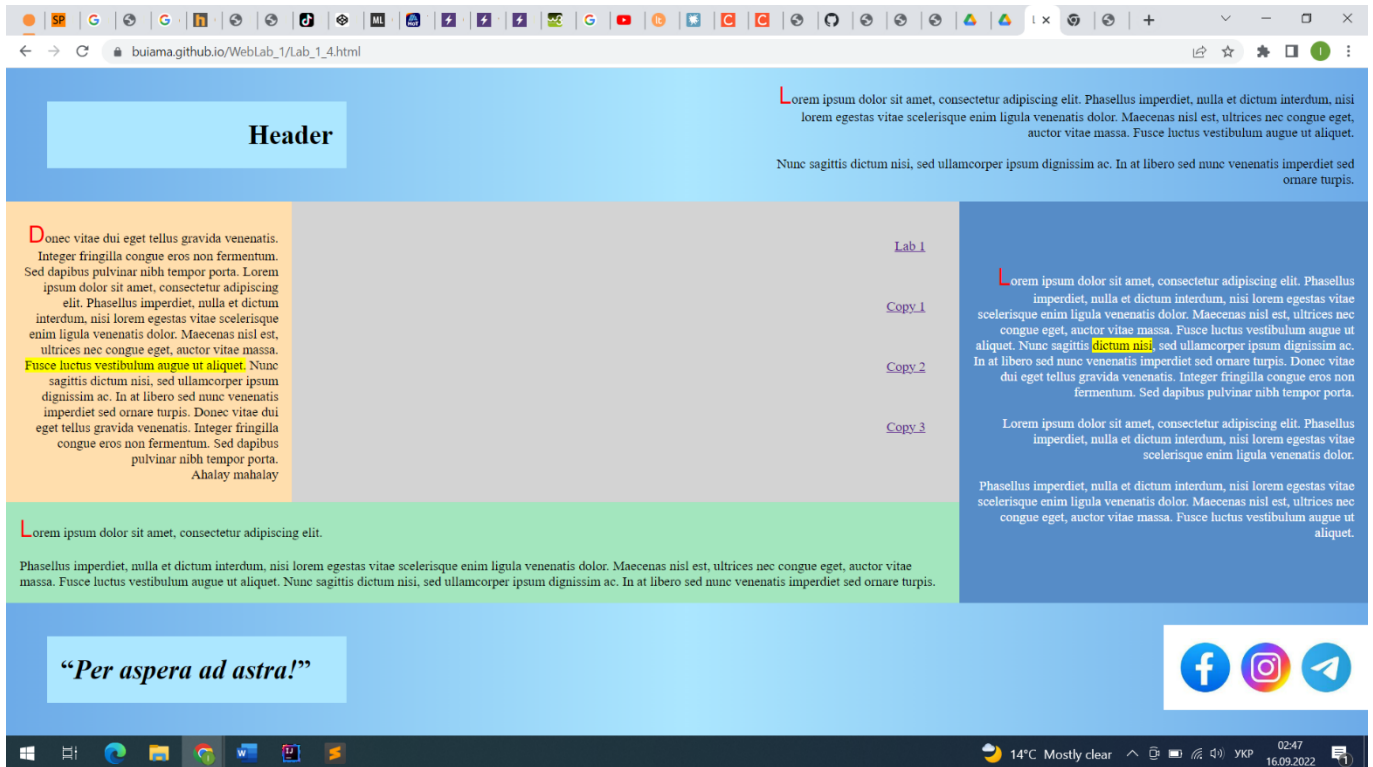 SP
G
G
ML
G
C
C
buiama.github.io/WebLab_1/Lab_1_4.html
I
Header
Lorem ipsum dolor sit amet, consectetur adipiscing elit. Phasellus imperdiet, nulla et dictum interdum, nisi
lorem egestas vitae scelerisque enim ligula venenatis dolor. Maecenas nisl est, ultrices nec congue eget,
auctor vitae massa. Fusce luctus vestibulum augue ut aliquet.
Nunc sagittis dictum nisi, sed ullamcorper ipsum dignissim ac. In at libero sed nunc venenatis imperdiet sed
ornare turpis.
Donec vitae dui eget tellus gravida venenatis.
Integer fringilla congue eros non fermentum.
Sed dapibus pulvinar nibh tempor porta. Lorem
ipsum dolor sit amet, consectetur adipiscing
elit. Phasellus imperdiet, nulla et dictum
interdum, nisi lorem egestas vitae scelerisque
enim ligula venenatis dolor. Maecenas nisl est,
ultrices nec congue eget, auctor vitae massa.
Fusce luctus vestibulum augue ut aliquet. Nunc
sagittis dictum nisi, sed ullamcorper ipsum
dignissim ac. In at libero sed nunc venenatis
imperdiet sed ornare turpis. Donec vitae dui
eget tellus gravida venenatis. Integer fringilla
congue eros non fermentum. Sed dapibus
pulvinar nibh tempor porta.
Ahalay mahalay
Lab 1
Copy 1
Copy 2
Copy 3
Lorem ipsum dolor sit amet, consectetur adipiscing elit. Phasellus
imperdiet, nulla et dictum interdum, nisi lorem egestas vitae
scelerisque enim ligula venenatis dolor. Maecenas nisl est, ultrices nec
congue eget, auctor vitae massa. Fusce luctus vestibulum augue ut
aliquet. Nunc sagittis dictum nisi, sed ullamcorper ipsum dignissim ac.
In at libero sed nunc venenatis imperdiet sed ornare turpis. Donec vitae
dui eget tellus gravida venenatis. Integer fringilla congue eros non
fermentum. Sed dapibus pulvinar nibh tempor porta.
Lorem ipsum dolor sit amet, consectetur adipiscing elit. Phasellus
imperdiet, nulla et dictum interdum, nisi lorem egestas vitae
scelerisque enim ligula venenatis dolor.
Phasellus imperdiet, nulla et dictum interdum, nisi lorem egestas vitae
scelerisque enim ligula venenatis dolor. Maecenas nisl est, ultrices nec
congue eget, auctor vitae massa. Fusce luctus vestibulum augue ut
aliquet.
Lorem ipsum dolor sit amet, consectetur adipiscing elit.
Phasellus imperdiet, nulla et dictum interdum, nisi lorem egestas vitae scelerisque enim ligula venenatis dolor. Maecenas nisl est, ultrices nec congue eget, auctor vitae
massa. Fusce luctus vestibulum augue ut aliquet. Nunc sagittis dictum nisi, sed ullamcorper ipsum dignissim ac. In at libero sed nunc venenatis imperdiet sed ornare turpis.
“Per aspera ad astra!”
14°C Mostly clear
УКР
02:47
16.09.2022